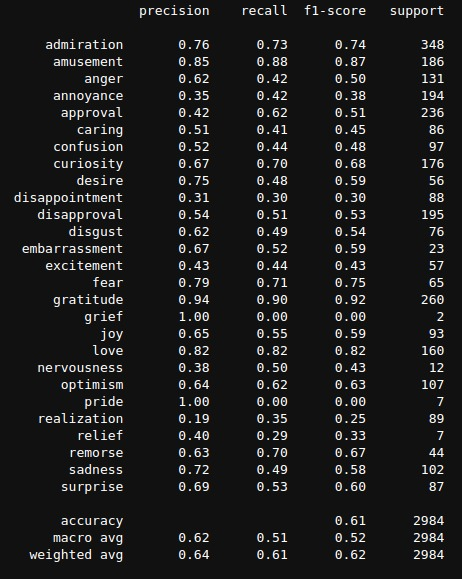 precision recall f1-score support
admiration 0.76 0.73 0.74 348
amusement 0.85 0.88 0.87 186
anger 0.62 0.42 0.50 131
annoyance 0.35 0.42 0.38 194
approval 0.42 0.62 0.51 236
caring 0.51 0.41 0.45 86
confusion 0.52 0.44 0.48 97
curiosity 0.67 0.70 0.68 176
desire 0.75 0.48 0.59 56
disappointment 0.31 0.30 0.30 88
disapproval 0.54 0.51 0.53 195
disgust 0.62 0.49 0.54 76
embarrassment 0.67 0.52 0.59 23
excitement 0.43 0.44 0.43 57
fear 0.79 0.71 0.75 65
gratitude 0.94 0.90 0.92 260
grief 1.00 0.00 0.00 2
joy 0.65 0.55 0.59 93
love 0.82 0.82 0.82 160
nervousness 0.38 0.50 0.43 12
optimism 0.64 0.62 0.63 107
pride 1.00 0.00 0.00 7
realization 0.19 0.35 0.25 89
relief 0.40 0.29 0.33 7
remorse 0.63 0.70 0.67 44
sadness 0.72 0.49 0.58 102
surprise 0.69 0.53 0.60 87
accuracy 0.61 2984
macro avg 0.62 0.51 0.52 2984
weighted avg 0.64 0.61 0.62 2984